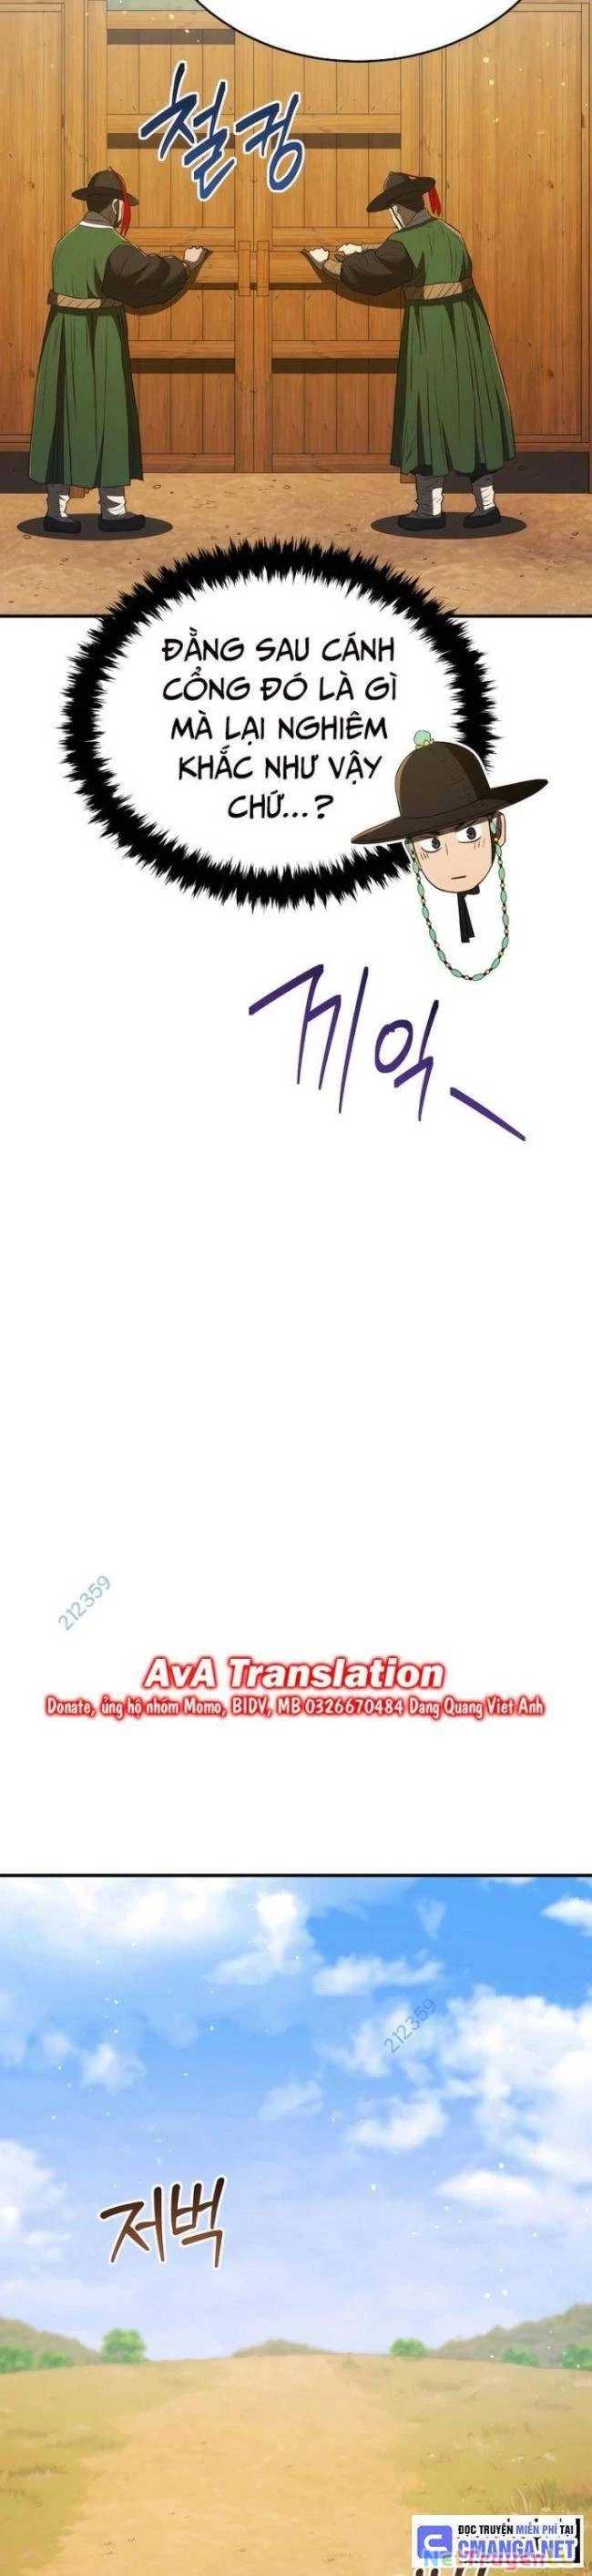 철컹
ĐẰNG SAU CÁNH
CỔNG ĐÓ LÀ GÌ
MÀ LẠI NGHIÊM
KHẮC NHƯ VẬY
CHỨ...?
끼익
212359
AvA Translation
Donate, ủng hộ nhóm Momo, BIDV, MB 0326670484 Dang Quang Viet Anh
212359
저벅
ĐỌC TRUYỆN MIỄN PHÍ TẠI
CMANGA.NET